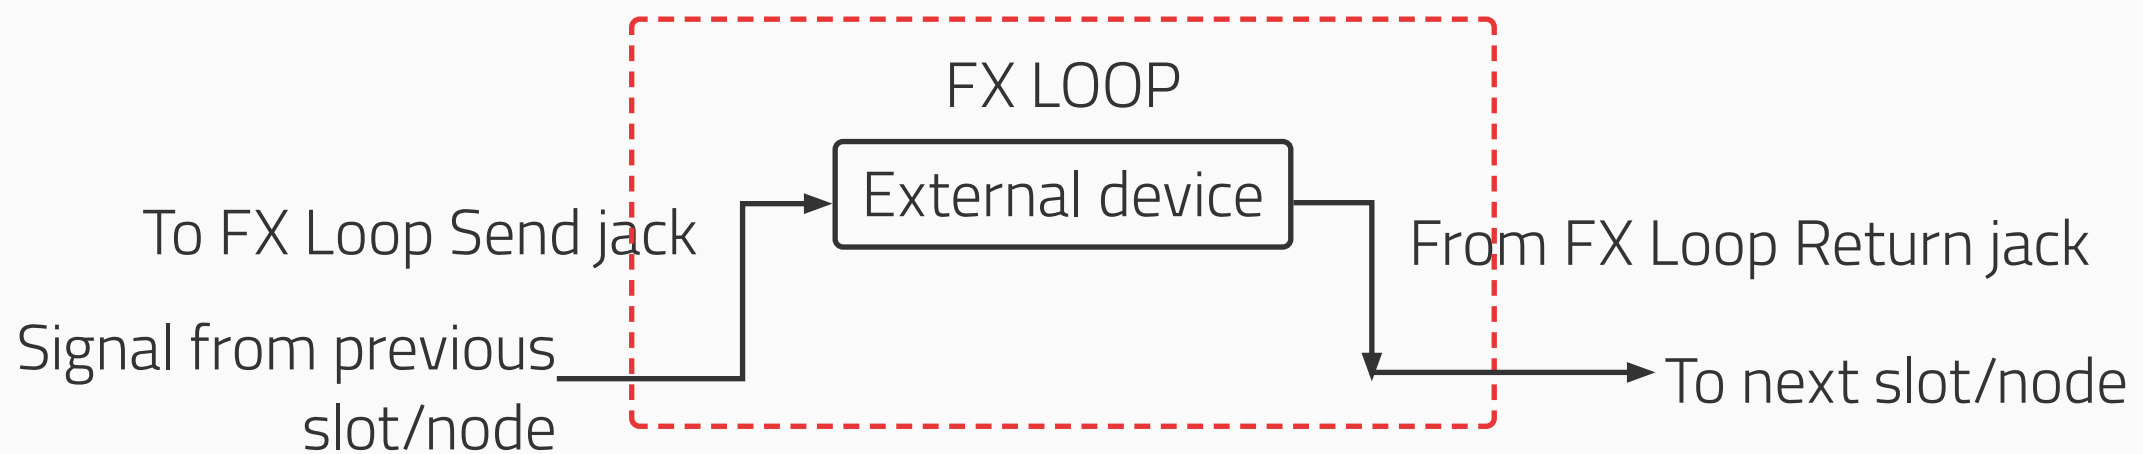 FX LOOP
External device
To FX Loop Send jack
From FX Loop Return jack
Signal from previous
slot/node
To next slot/node